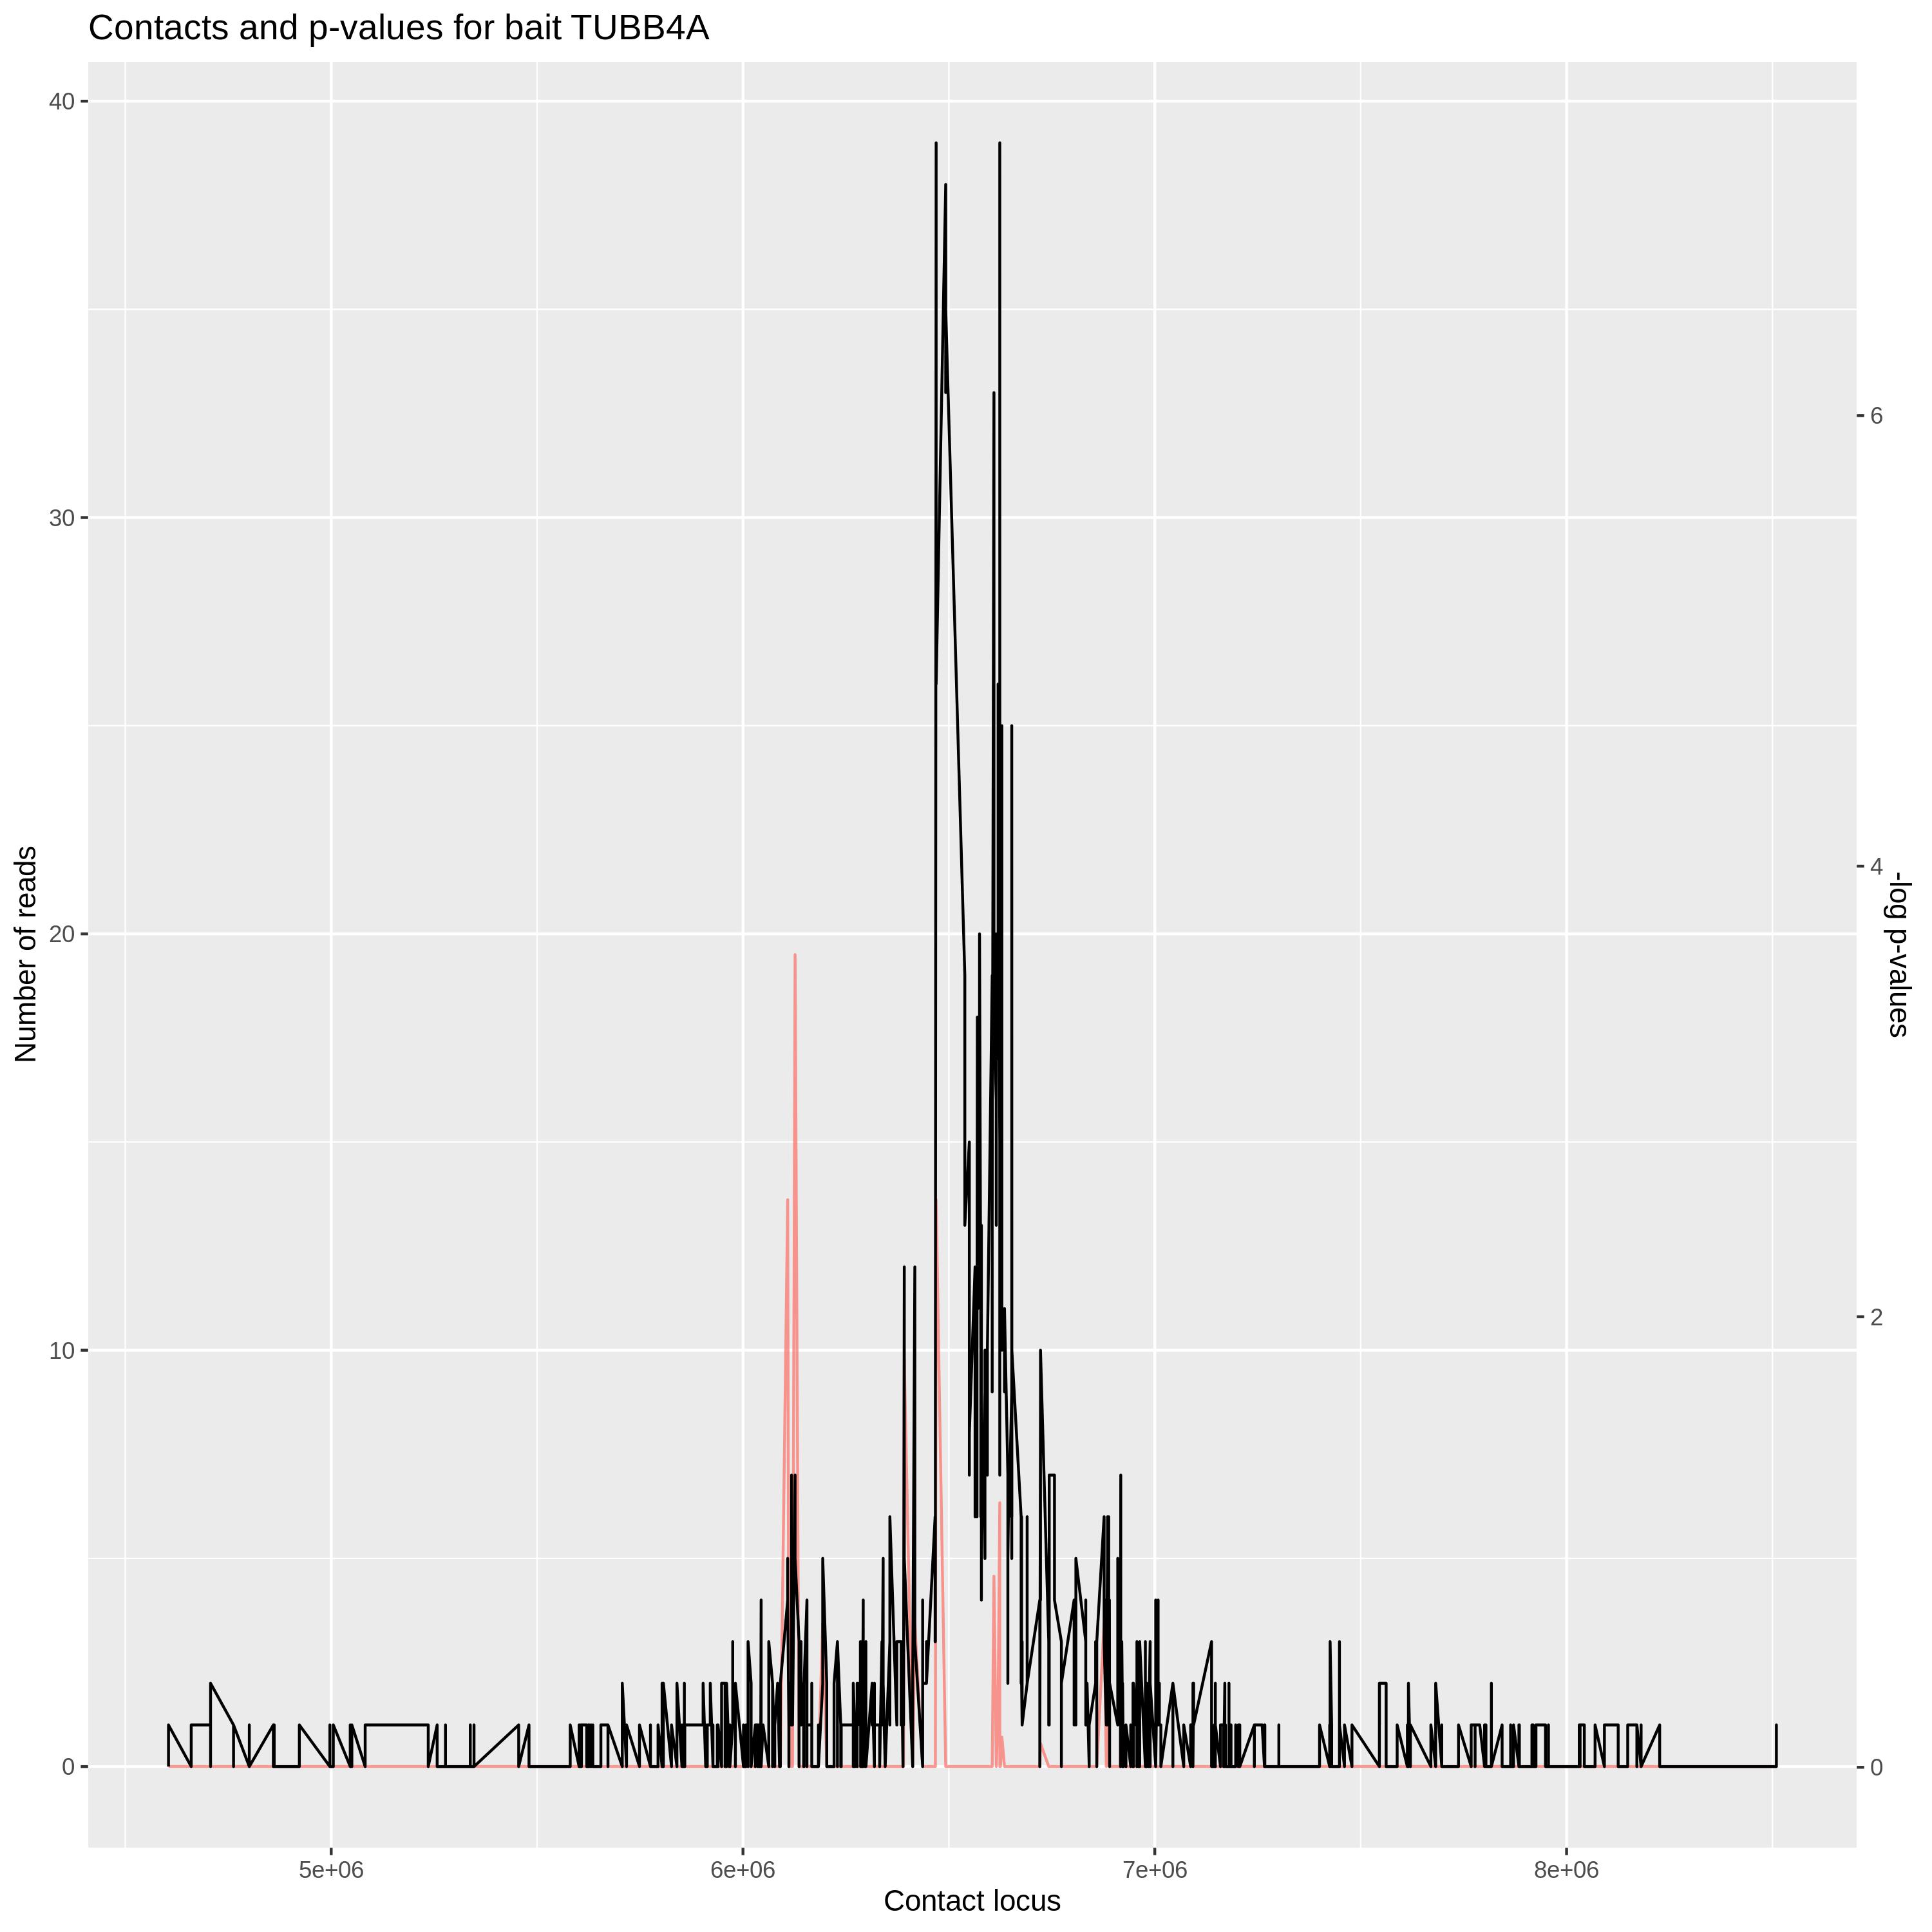 Contacts and p-values for bait TUBB4A
40
30
20
10
0
Number of reads
6
4
2
0
-log p-values
5e+06
6e+06
7e+06
8e+06
Contact locus